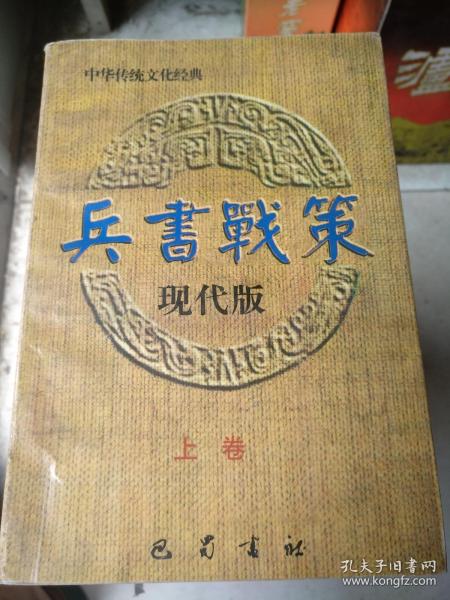 中华传统文化经典
兵書戰策
现代版
上卷
巴蜀书社
泸
孔夫子旧书网
www.kongfz.com